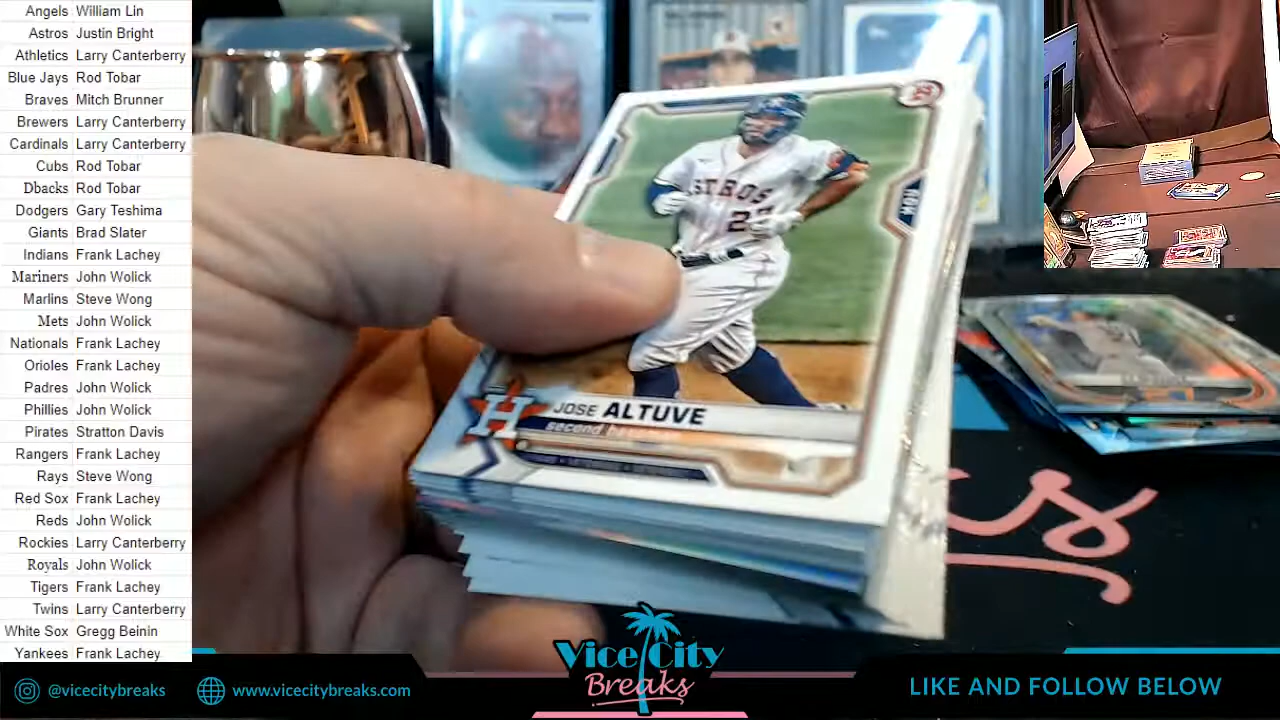 Angels William Lin
Astros Justin Bright
Athletics Larry Canterberry
Blue Jays Rod Tobar
Braves Mitch Brunner
Brewers Larry Canterberry
Cardinals Larry Canterberry
Cubs Rod Tobar
Dbacks Rod Tobar
Dodgers Gary Teshima
Giants Brad Slater
Indians Frank Lachey
Mariners John Wolick
Marlins Steve Wong
Mets John Wolick
Nationals Frank Lachey
Orioles Frank Lachey
Padres John Wolick
Phillies John Wolick
Pirates Stratton Davis
Rangers Frank Lachey
Rays Steve Wong
Red Sox Frank Lachey
Reds John Wolick
Rockies Larry Canterberry
Royals John Wolick
Tigers Frank Lachey
Twins Larry Canterberry
White Sox Gregg Beinin
Yankees Frank Lachey
STROS
JOSE ALTUVE
second baseman
H
Vice City
Breaks
@vicecitybreaks
www.vicecitybreaks.com
LIKE AND FOLLOW BELOW